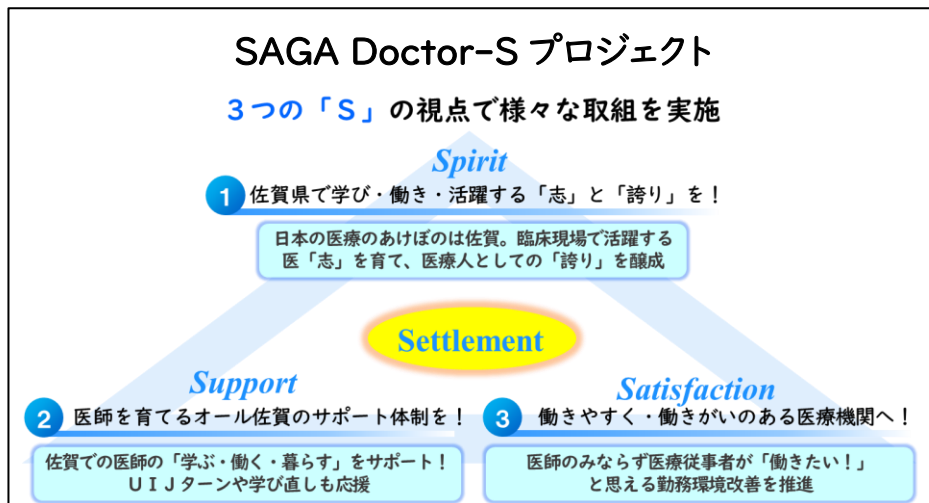 SAGA Doctor-S プロジェクト
３つの「Ｓ」の視点で様々な取組を実施
Spirit
1 佐賀県で学び・働き・活躍する「志」と「誇り」を！
日本の医療のあけぼのは佐賀。臨床現場で活躍する
医「志」を育て、医療人としての「誇り」を醸成
Settlement
Support
2 医師を育てるオール佐賀のサポート体制を！
佐賀での医師の「学ぶ・働く・暮らす」をサポート！
ＵＩＪターンや学び直しも応援
Satisfaction
3 働きやすく・働きがいのある医療機関へ！
医師のみならず医療従事者が「働きたい！」
と思える勤務環境改善を推進